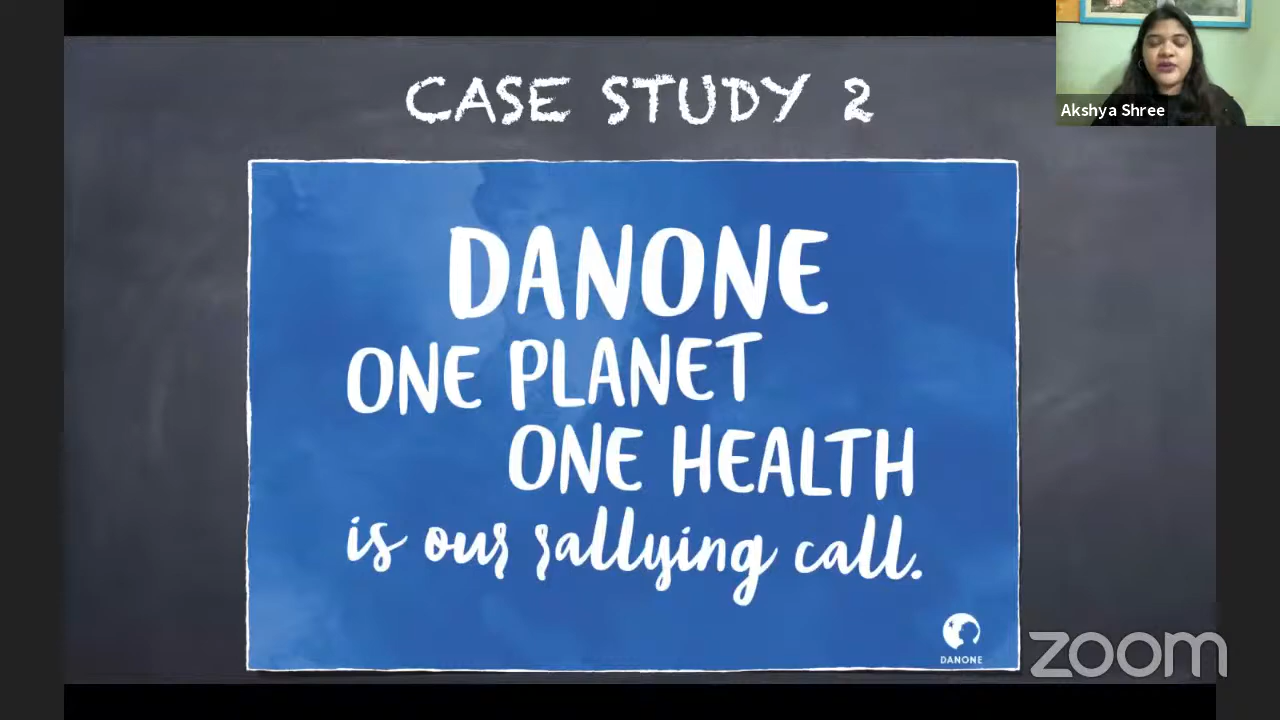 CASE STUDY 2
Akshya Shree
DANONE
ONE PLANET
ONE HEALTH
is our rallying call.
DANONE
zoom